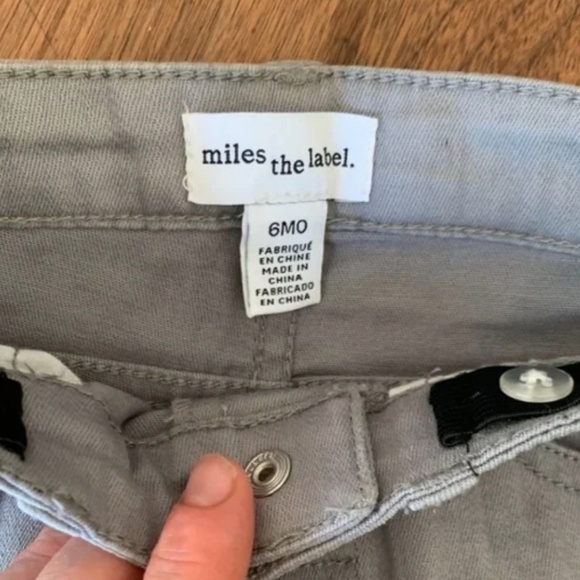 miles the label.
6MO
FABRIQUÉ
EN CHINE
MADE IN
CHINA
FABRICADO
EN CHINA